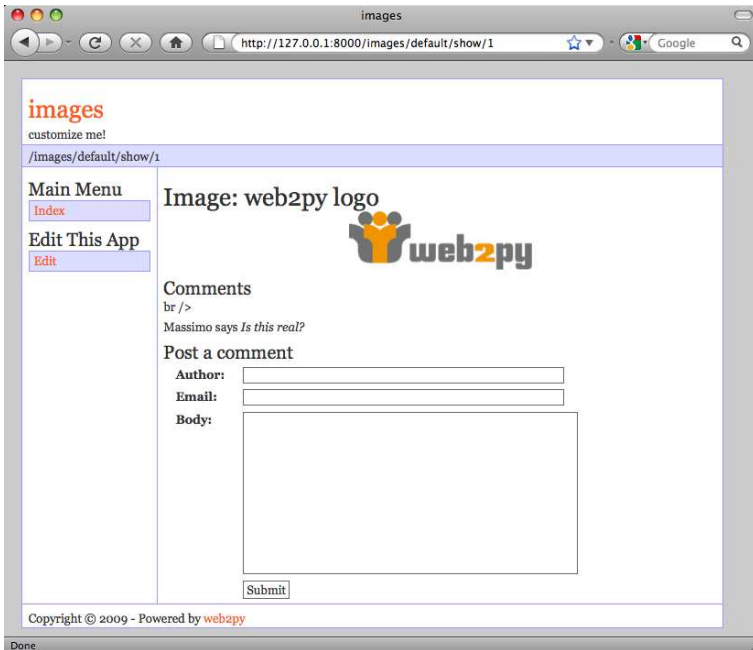 images
http://127.0.0.1:8000/images/default/show/1
Google
images
customize me!
/images/default/show/1
Main Menu
Index
Edit This App
Edit
Image: web2py logo
web2py
Comments
br />
Massimo says Is this real?
Post a comment
Author:
Email:
Body:
Submit
Copyright © 2009 - Powered by web2py
Done